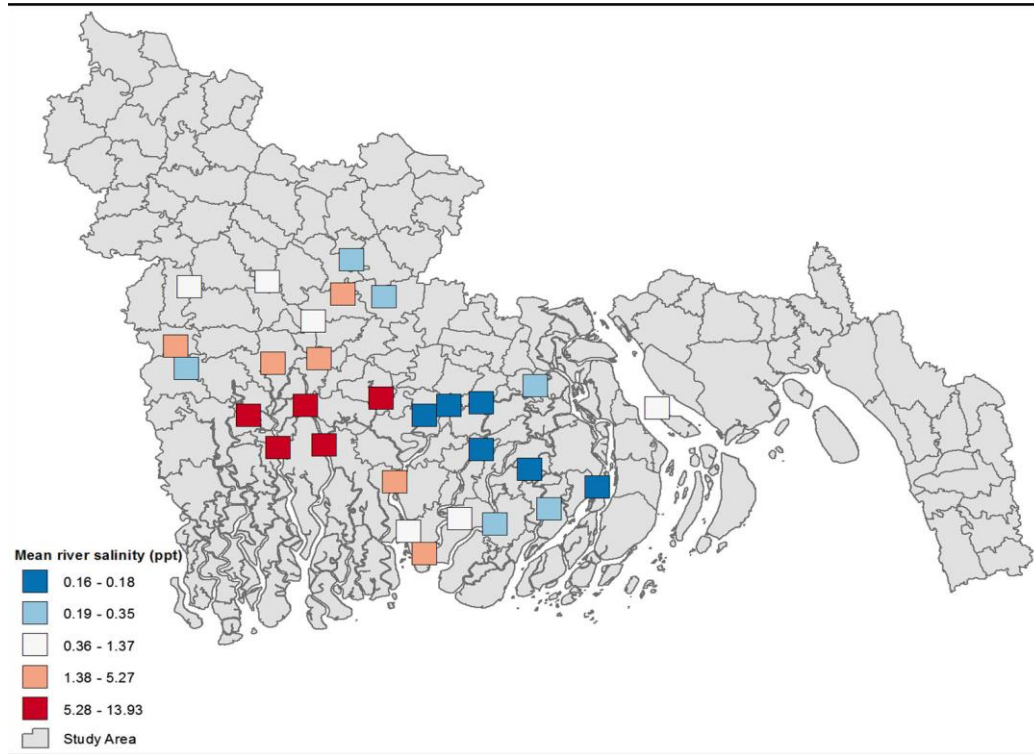 Mean river salinity (ppt)
0.16 - 0.18
0.19 - 0.35
0.36 - 1.37
1.38 - 5.27
5.28 - 13.93
Study Area